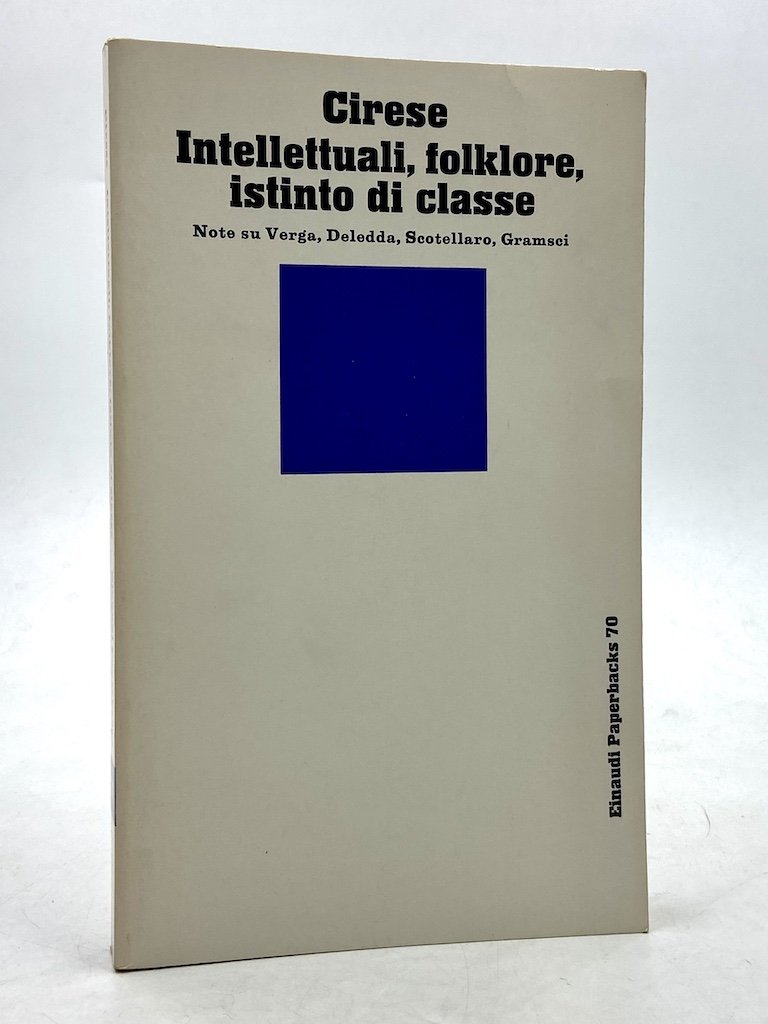 Cirese
Intellettuali, folklore,
istinto di classe
Note su Verga, Deledda, Scotellaro, Gramsci
Einaudi Paperbacks 70